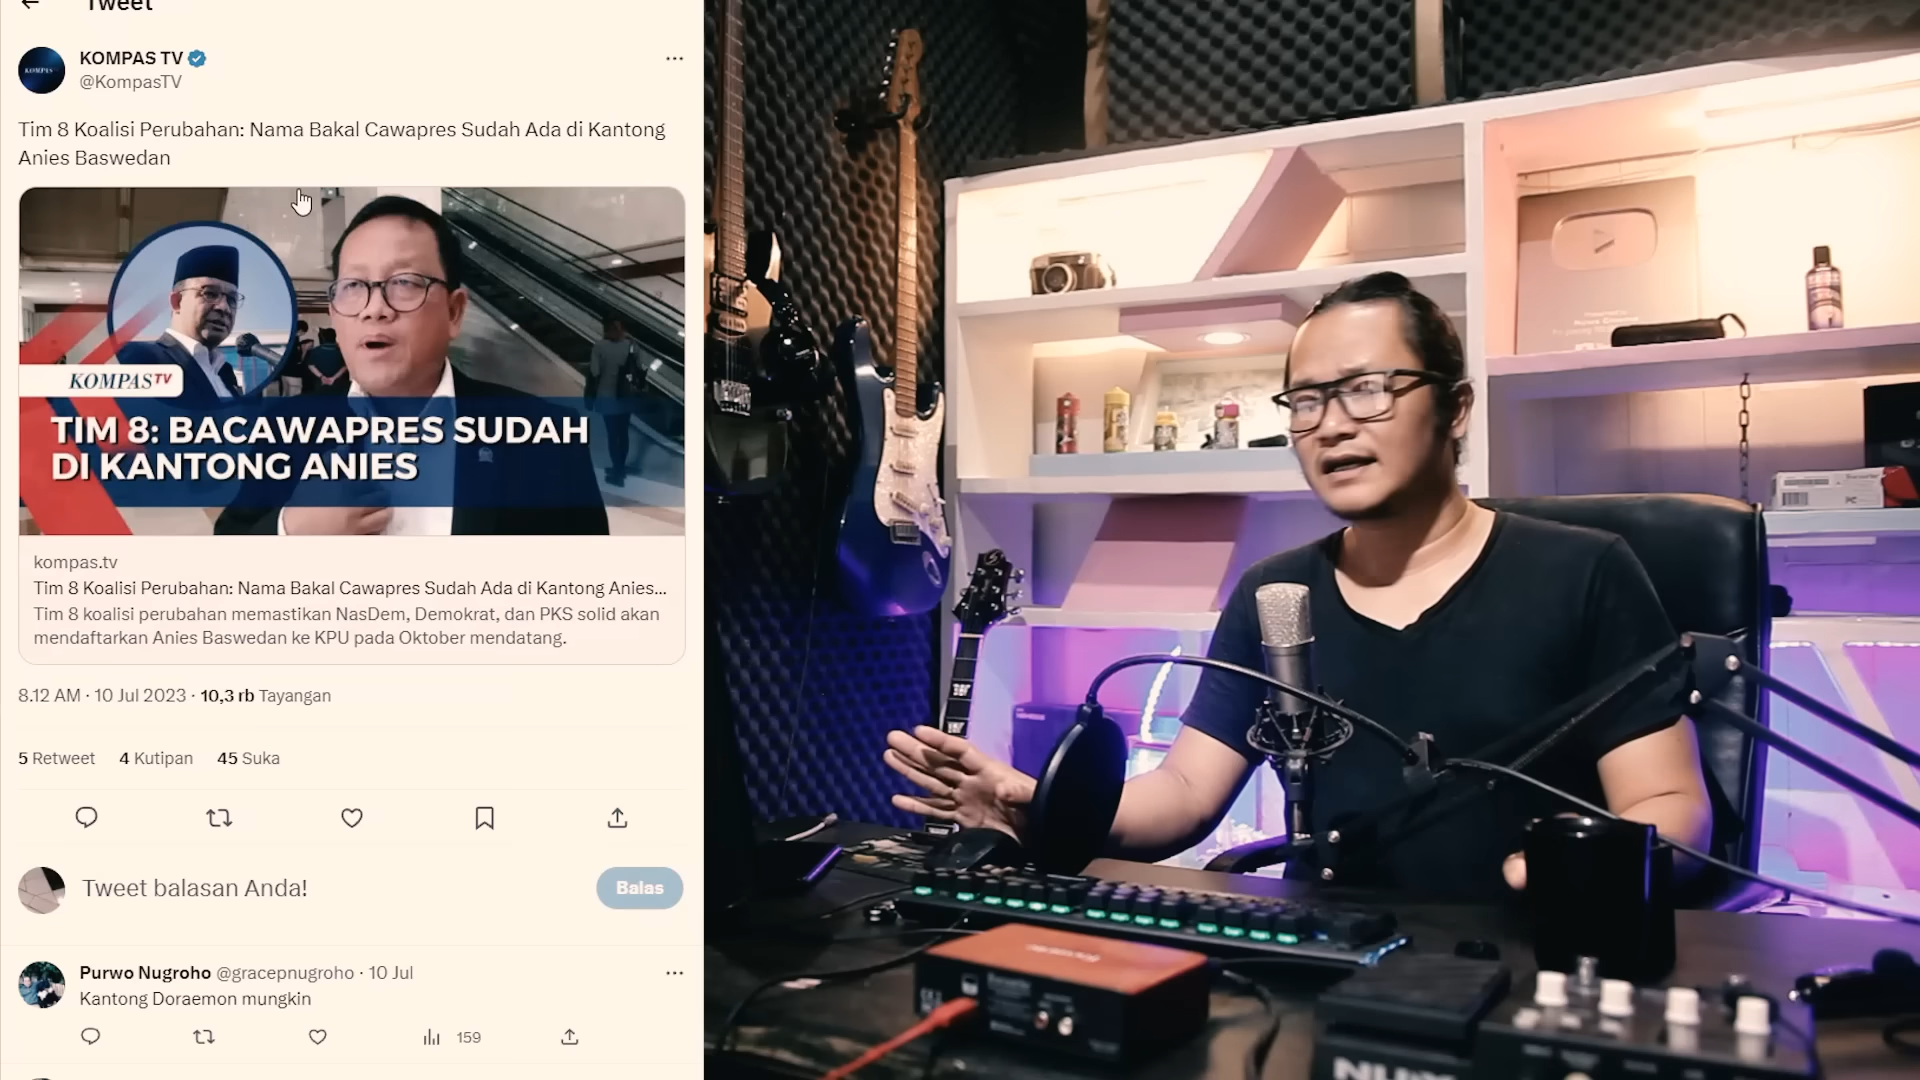 Tweet
KOMPAS TV
@KompasTV
Tim 8 Koalisi Perubahan: Nama Bakal Cawapres Sudah Ada di Kantong
Anies Baswedan
KOMPAS TV
TIM 8: BACAWAPRES SUDAH
DI KANTONG ANIES
kompas.tv
Tim 8 Koalisi Perubahan: Nama Bakal Cawapres Sudah Ada di Kantong Anies...
Tim 8 koalisi perubahan memastikan NasDem, Demokrat, dan PKS solid akan
mendaftarkan Anies Baswedan ke KPU pada Oktober mendatang.
8.12 AM · 10 Jul 2023 · 10,3 rb Tayangan
5 Retweet 4 Kutipan 45 Suka
Tweet balasan Anda!
Balas
Purwo Nugroho @gracepnugroho · 10 Jul
Kantong Doraemon mungkin
159